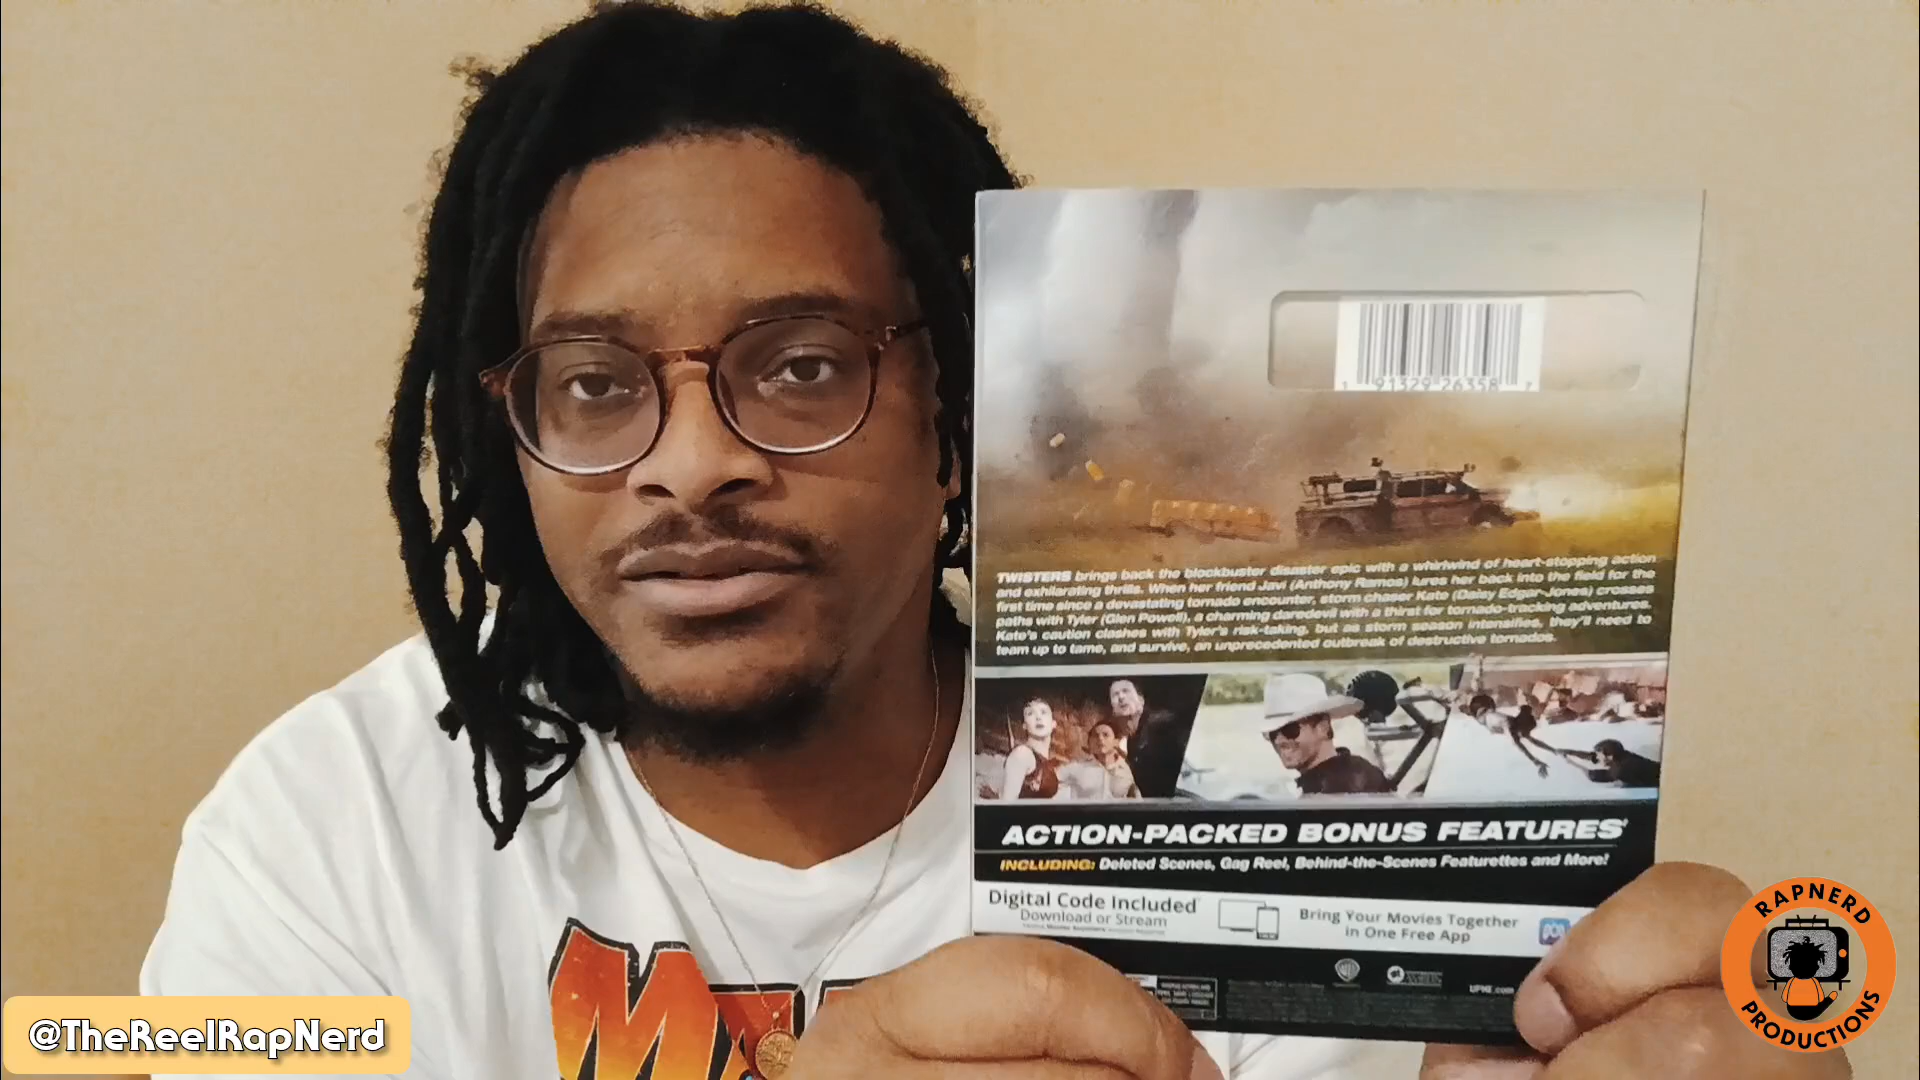 1 91329 26358 7
TWISTERS brings back the blockbuster disaster epic with a whirlwind of heart-stopping action
and exhilarating thrills. When her friend Javi (Anthony Ramos) lures her back into the field for the
first time since a devastating tornado encounter, storm chaser Kate (Daisy Edgar-Jones) crosses
paths with Tyler (Glen Powell), a charming daredevil with a thirst for tornado-tracking adventures.
Kate's caution clashes with Tyler's risk-taking, but as storm season intensifies, they'll need to
team up to tame, and survive, an unprecedented outbreak of destructive tornados.
ACTION-PACKED BONUS FEATURES
INCLUDING: Deleted Scenes, Gag Reel, Behind-the-Scenes Featurettes and More!
Digital Code Included
Download or Stream
Bring Your Movies Together
in One Free App
UPHE.com
@TheReelRapNerd
RAPNERD
PRODUCTIONS